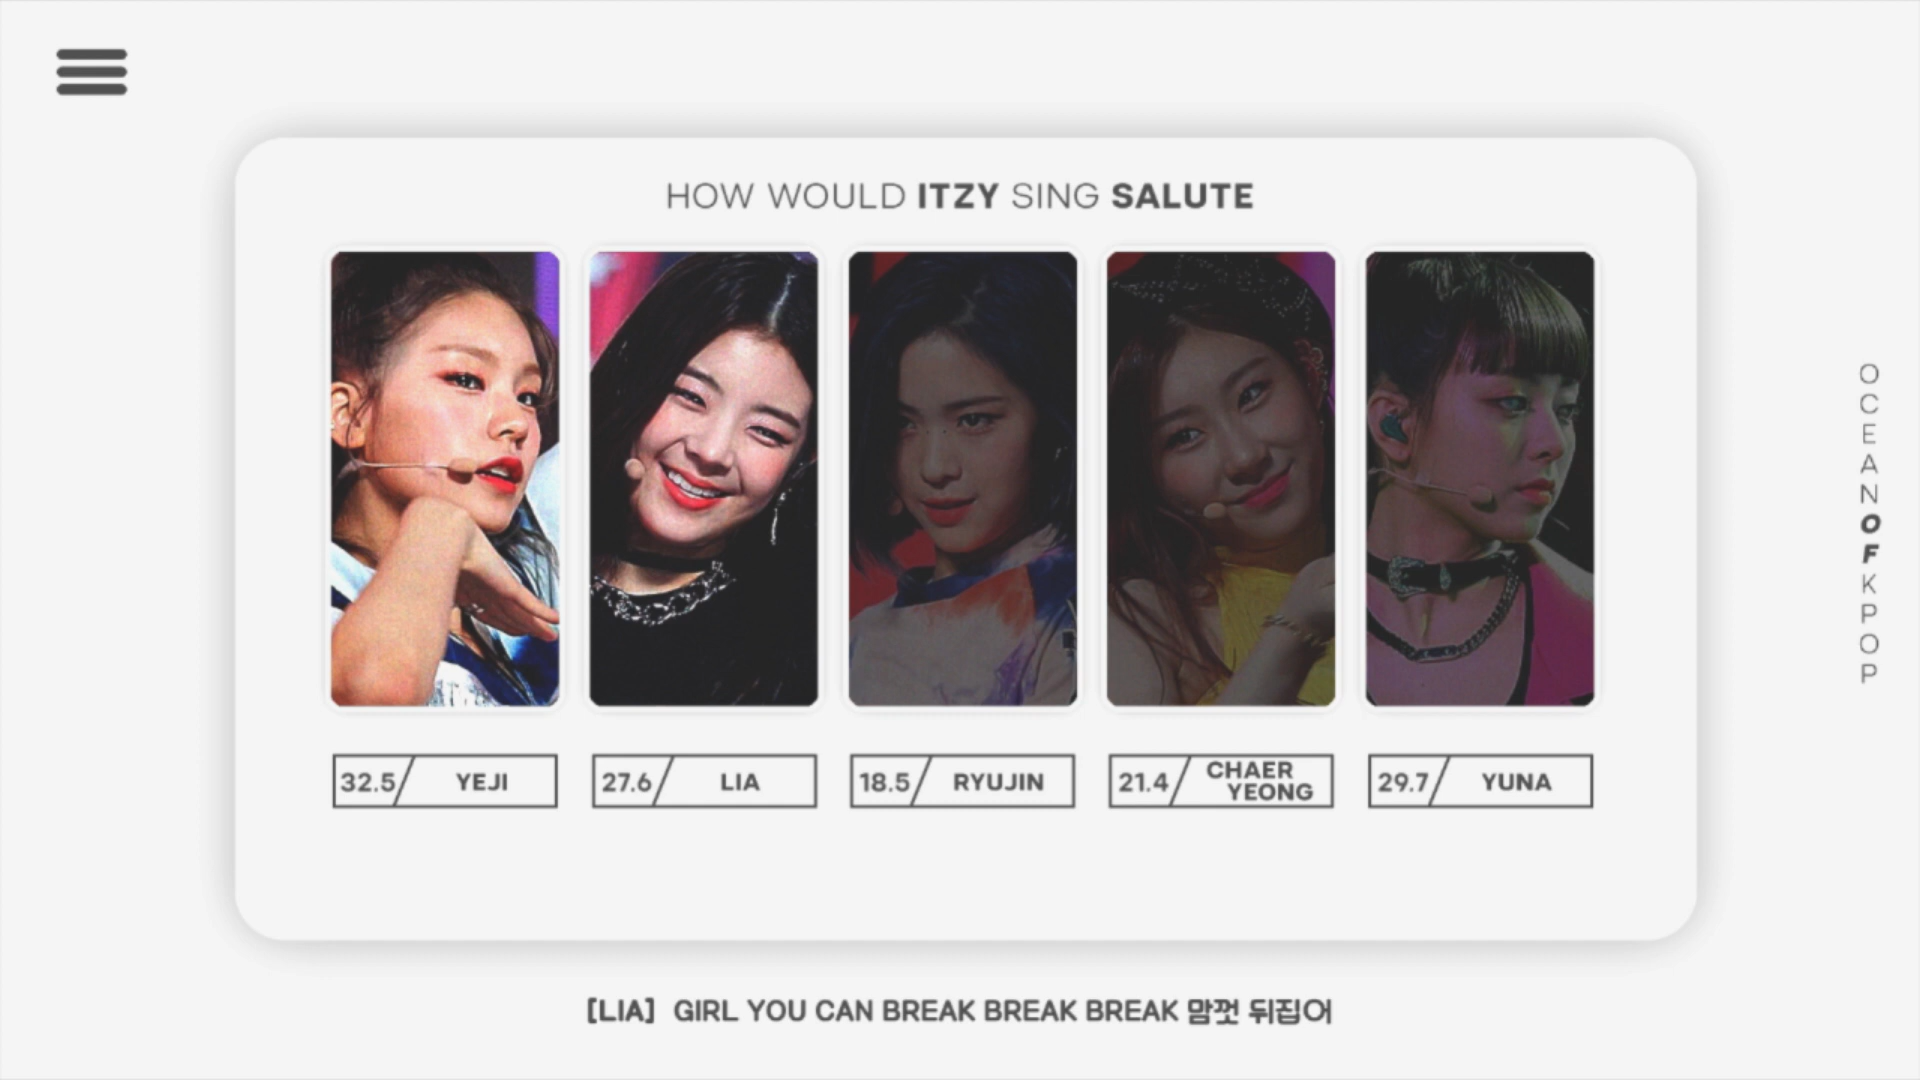 HOW WOULD ITZY SING SALUTE
32.5 YEJI
27.6 LIA
18.5 RYUJIN
21.4 CHAER
YEONG
29.7 YUNA
OCEANOFKPOP
[LIA] GIRL YOU CAN BREAK BREAK BREAK 맘껏 뒤집어